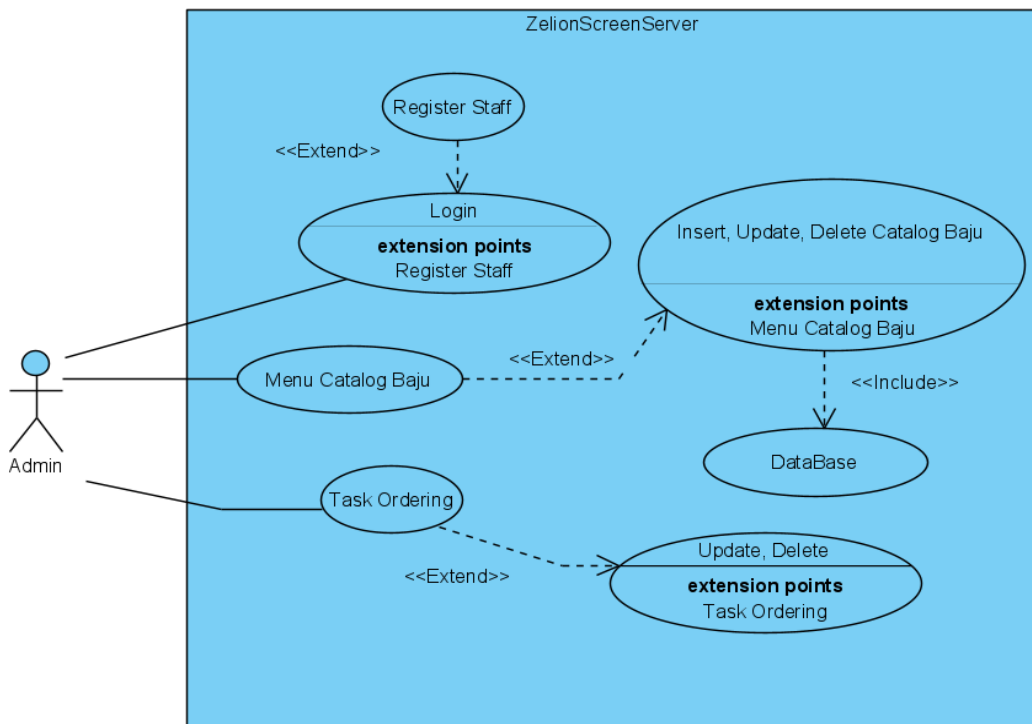 ZelionScreenServer
Register Staff
<<Extend>>
Login
extension points
Register Staff
Insert, Update, Delete Catalog Baju
extension points
Menu Catalog Baju
<<Extend>>
Menu Catalog Baju
<<Include>>
Admin
DataBase
Task Ordering
Update, Delete
<<Extend>>
extension points
Task Ordering